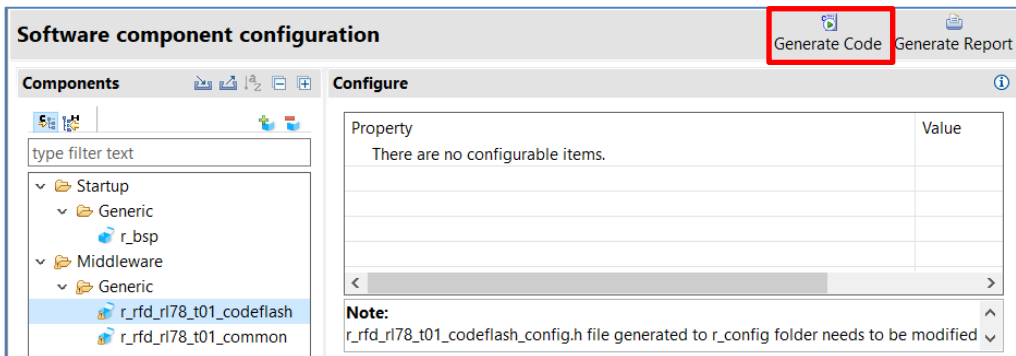 Software component configuration
Generate Code Generate Report
Components
Configure
type filter text
Startup
Generic
r_bsp
Middleware
Generic
r_rfd_rl78_t01_codeflash
r_rfd_rl78_t01_common
Property Value
There are no configurable items.
Note:
r_rfd_rl78_t01_codeflash_config.h file generated to r_config folder needs to be modified